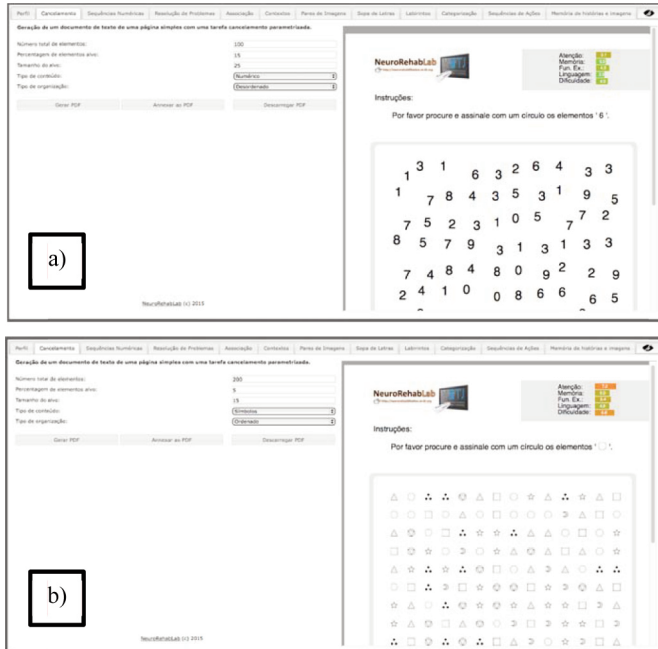 Perfil Cancelamento Sequências Numéricas Resolução de Problemas Associação Contextos Pares de Imagens Sopa de Letras Labirintos Categorização Sequências de Ações Memória de histórias e imagens
Geração de um documento de texto de uma página simples com uma tarefa cancelamento parametrizado.
Número total de elementos: 100
Percentagem de elementos alvo: 15
Tamanho do alvo: 25
Tipo de conteúdo: Numérico
Tipo de organização: Desordenado
Gerar PDF Annexar ao PDF Descarregar PDF
NeuroRehabLab
Atenção:
Memória:
Fun. Ex.:
Linguagem:
Dificuldade:
Instruções:
Por favor procure e assinale com um círculo os elementos ' 6 '.
1 3 1 6 3 2 6 4 3 3
1 7 8 4 3 5 3 1 9 5
7 5 2 3 1 0 5 7 7 2
8 5 7 9 3 1 3 1 3 3
7 4 8 4 8 0 9 2 2 9
2 4 1 0 0 8 6 6 6 5
a)
NeuroRehabLab (c) 2015
Perfil Cancelamento Sequências Numéricas Resolução de Problemas Associação Contextos Pares de Imagens Sopa de Letras Labirintos Categorização Sequências de Ações Memória de histórias e imagens
Geração de um documento de texto de uma página simples com uma tarefa cancelamento parametrizado.
Número total de elementos: 200
Percentagem de elementos alvo: 5
Tamanho do alvo: 15
Tipo de conteúdo: Símbolos
Tipo de organização: Ordenado
Gerar PDF Annexar ao PDF Descarregar PDF
NeuroRehabLab
Atenção:
Memória:
Fun. Ex.:
Linguagem:
Dificuldade:
Instruções:
Por favor procure e assinale com um círculo os elementos ' '.
b)
NeuroRehabLab (c) 2015